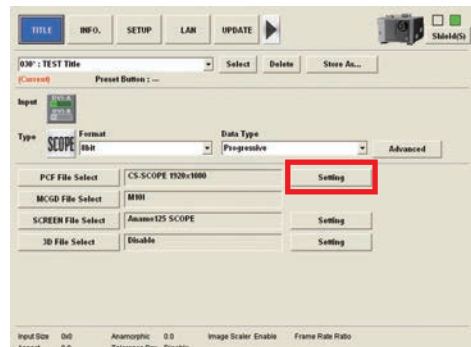 TITLE INFO. SETUP LAN UPDATE Shield(S)
030* : TEST Title Select Delete Store As...
(Current) Preset Button : ---
Input DVI-A DVI-B
Type SCOPE Format 8bit Data Type Progressive Advanced
PCF File Select CS-SCOPE 1920x1080 Setting
MCGD File Select M101
SCREEN File Select Anamo125 SCOPE Setting
3D File Select Disable Setting
Input Size 0x0 Anamorphic 0.0 Image Scaler Enable Frame Rate Ratio